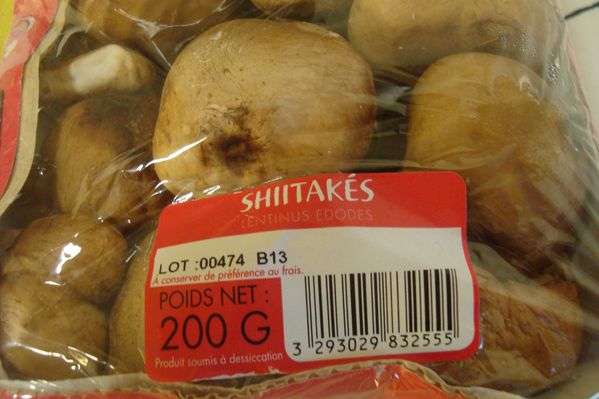 SHIITAKÉS
LENTINUS EDODES
LOT :00474 B13
A conserver de préférence au frais.
POIDS NET :
200 G
Produit soumis à dessiccation
3 293029 832555